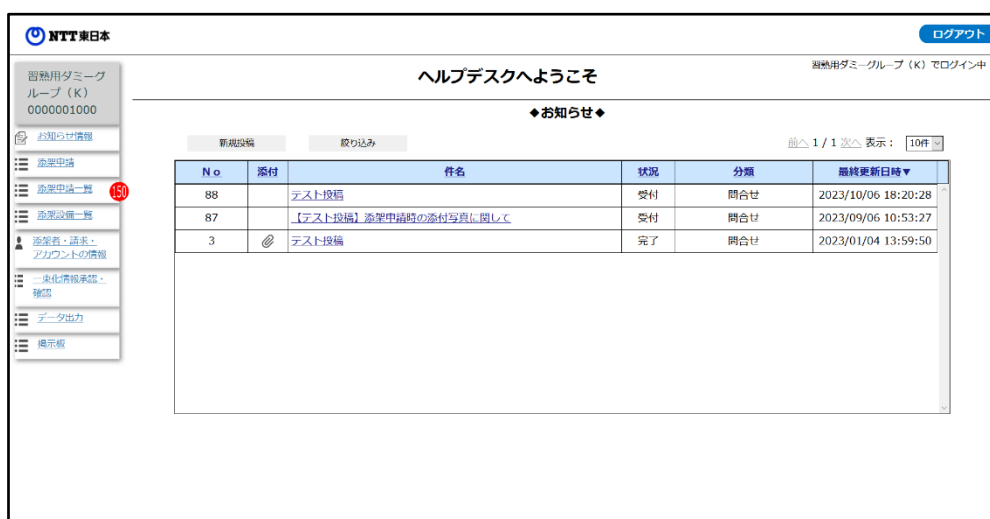 NTT東日本
ログアウト
習熟用ダミーグループ（K）でログイン中
習熟用ダミーグ
ループ（K）
0000001000
お知らせ情報
添架申請
添架申請一覧
150
添架設備一覧
添架者・請求・
アカウントの情報
一束化情報承認・
確認
データ出力
掲示板
ヘルプデスクへようこそ
◆お知らせ◆
新規投稿 絞り込み 前へ 1 / 1 次へ 表示： 10件
No 添付 件名 状況 分類 最終更新日時▼
88 テスト投稿 受付 問合せ 2023/10/06 18:20:28
87 【テスト投稿】添架申請時の添付写真に関して 受付 問合せ 2023/09/06 10:53:27
3 テスト投稿 完了 問合せ 2023/01/04 13:59:50